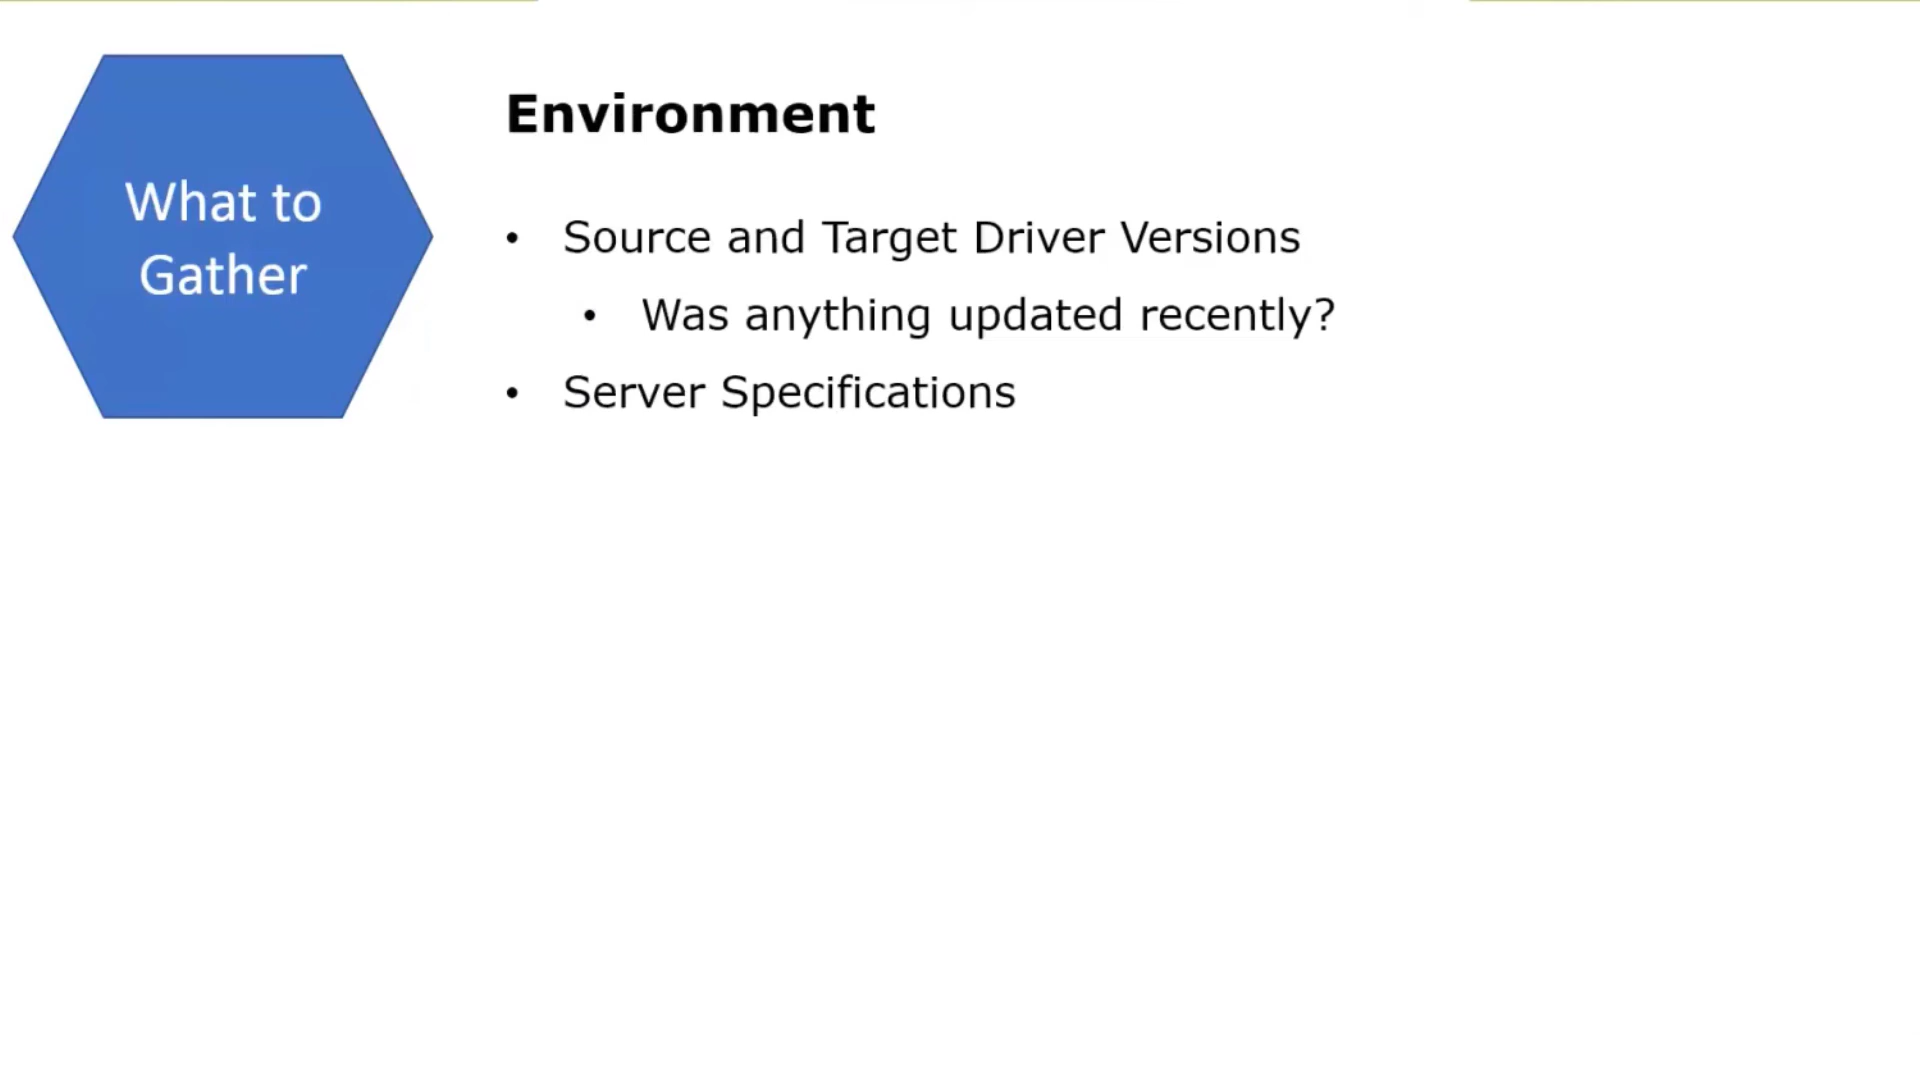 What to
Gather
Environment
• Source and Target Driver Versions
• Was anything updated recently?
• Server Specifications